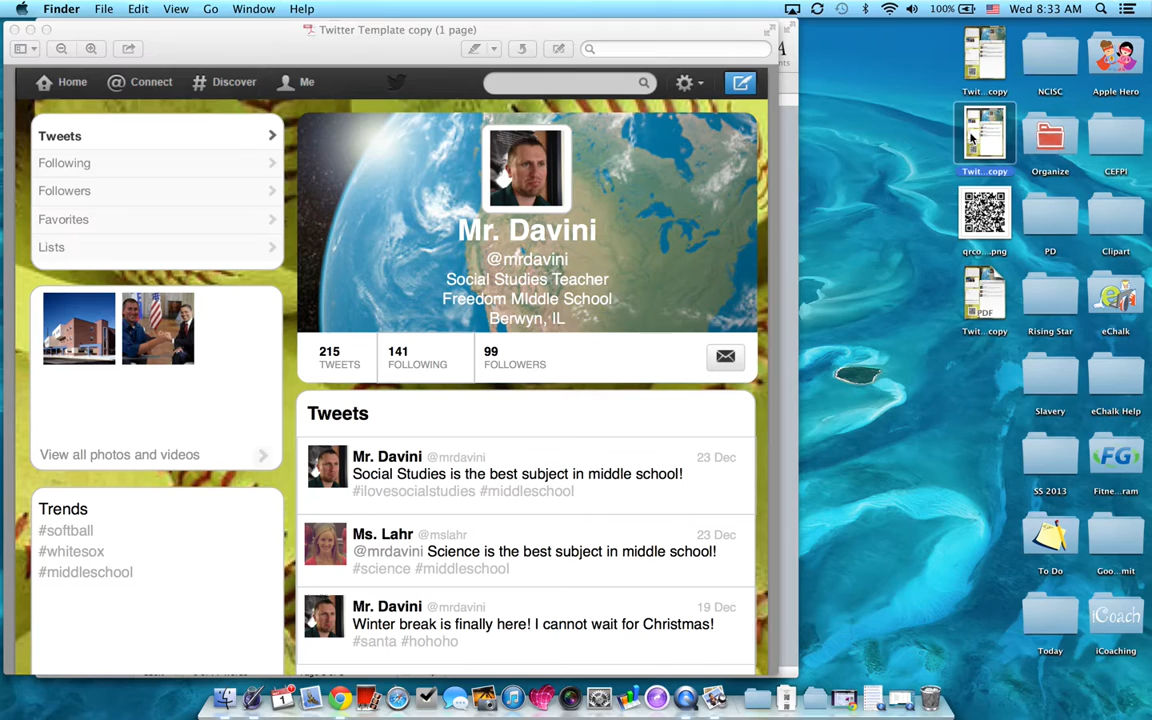 Finder File Edit View Go Window Help
100% Wed 8:33 AM
Twitter Template copy (1 page)
Home @ Connect # Discover Me
Tweets
Following
Followers
Favorites
Lists
Mr. Davini
@mrdavini
Social Studies Teacher
Freedom MIddle School
Berwyn, IL
215 141 99
TWEETS FOLLOWING FOLLOWERS
View all photos and videos
Trends
#softball
#whitesox
#middleschool
Tweets
Mr. Davini @mrdavini 23 Dec
Social Studies is the best subject in middle school!
#ilovesocialstudies #middleschool
Ms. Lahr @mslahr 23 Dec
@mrdavini Science is the best subject in middle school!
#science #middleschool
Mr. Davini @mrdavini 19 Dec
Winter break is finally here! I cannot wait for Christmas!
#santa #hohoho
Twit...copy NCISC Apple Hero
Twit...copy Organize CEFPI
qrco...png PD Clipart
PDF
Twit...copy Rising Star eChalk
Slavery eChalk Help
FG
SS 2013 Fitne...ram
To Do Goo...mit
iCoach
Today iCoaching